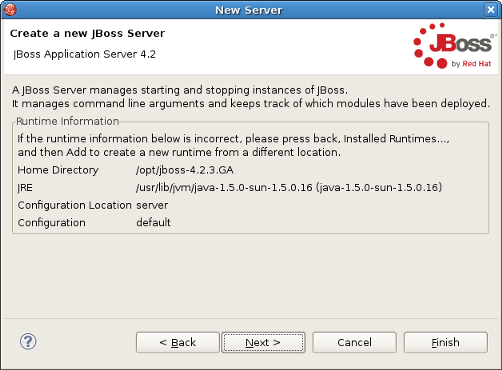 New Server
Create a new JBoss Server
JBoss Application Server 4.2
JBoss
by Red Hat
A JBoss Server manages starting and stopping instances of JBoss.
It manages command line arguments and keeps track of which modules have been deployed.
Runtime Information
If the runtime information below is incorrect, please press back, Installed Runtimes...,
and then Add to create a new runtime from a different location.
Home Directory /opt/jboss-4.2.3.GA
JRE /usr/lib/jvm/java-1.5.0-sun-1.5.0.16 (java-1.5.0-sun-1.5.0.16)
Configuration Location server
Configuration default
? < Back Next > Cancel Finish